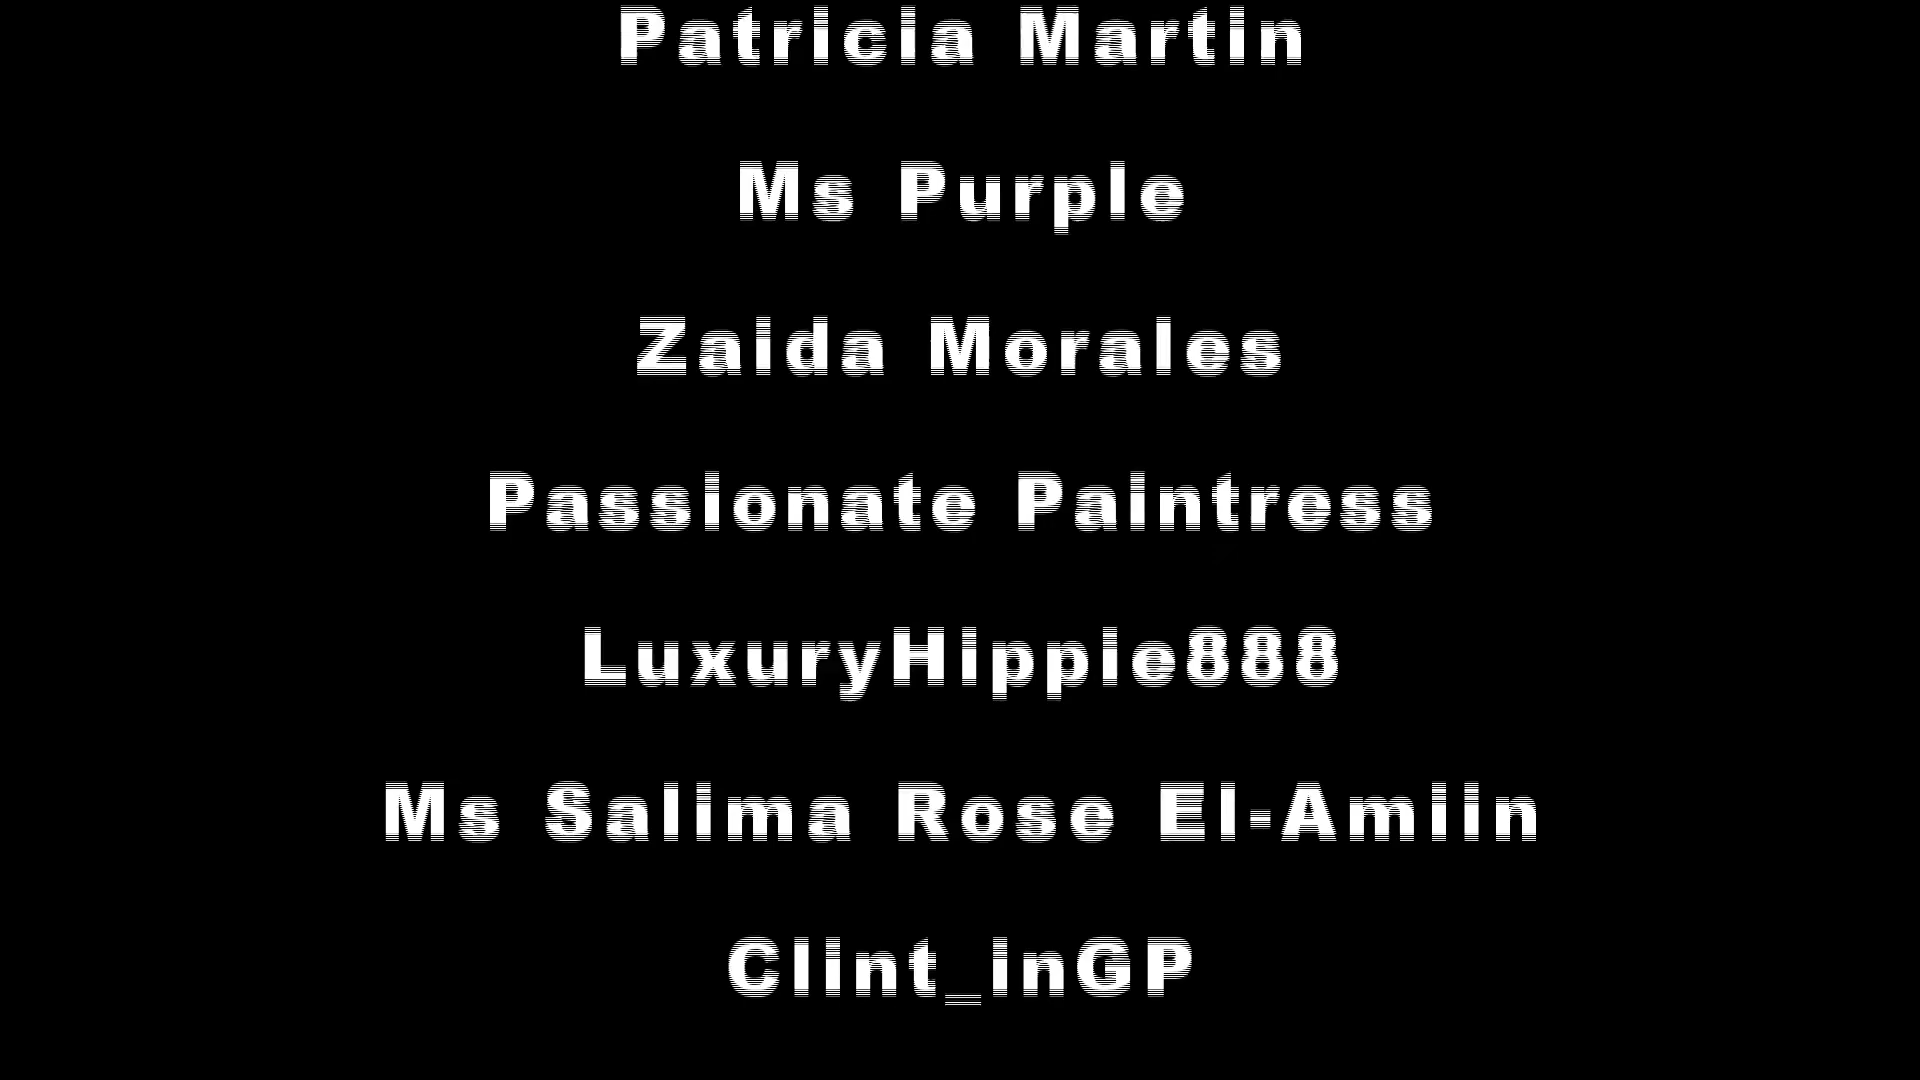 Patricia Martin
Ms Purple
Zaida Morales
Passionate Paintress
LuxuryHippie888
Ms Salima Rose El-Amiin
Clint_inGP